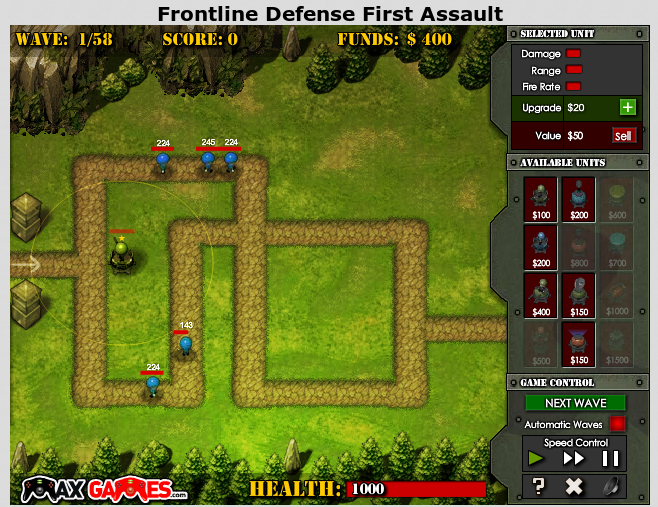 Frontline Defense First Assault
WAVE: 1/58
SCORE: 0
FUNDS: $ 400
SELECTED UNIT
Damage
Range
Fire Rate
Upgrade $20 +
Value $50 Sell
AVAILABLE UNITS
$100 $200 $600
$200 $800 $700
$400 $150 $1000
$500 $150 $1500
224 245 224
143
224
GAME CONTROL
NEXT WAVE
Automatic Waves
Speed Control
?
MAX GAMES.com
HEALTH: 1000